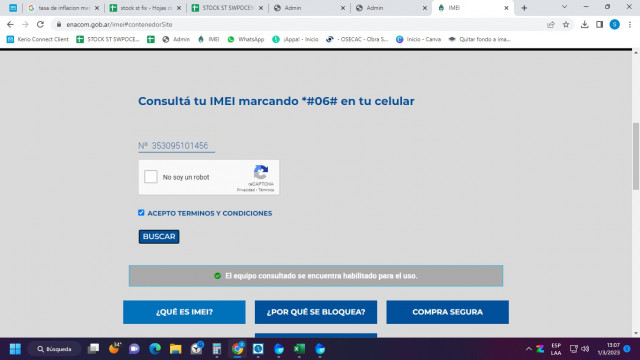 tasa de inflacion m
stock st fix - Hojas d
STOCK ST SWPOCES
Admin
Admin
IMEI
enacom.gob.ar/imei#contenedorSite
Kerio Connect Client
STOCK ST SWPOCE...
Admin
IMEI
WhatsApp
¡Appa! - Inicio
- OSECAC - Obra S...
Inicio - Canva
Quitar fondo a ima...
Consultá tu IMEI marcando *#06# en tu celular
Nº 353095101456
No soy un robot
reCAPTCHA
Privacidad - Términos
ACEPTO TERMINOS Y CONDICIONES
BUSCAR
El equipo consultado se encuentra habilitado para el uso.
¿QUÉ ES IMEI?
¿POR QUÉ SE BLOQUEA?
COMPRA SEGURA
Búsqueda
34°
ESP
LAA
13:07
1/3/2023